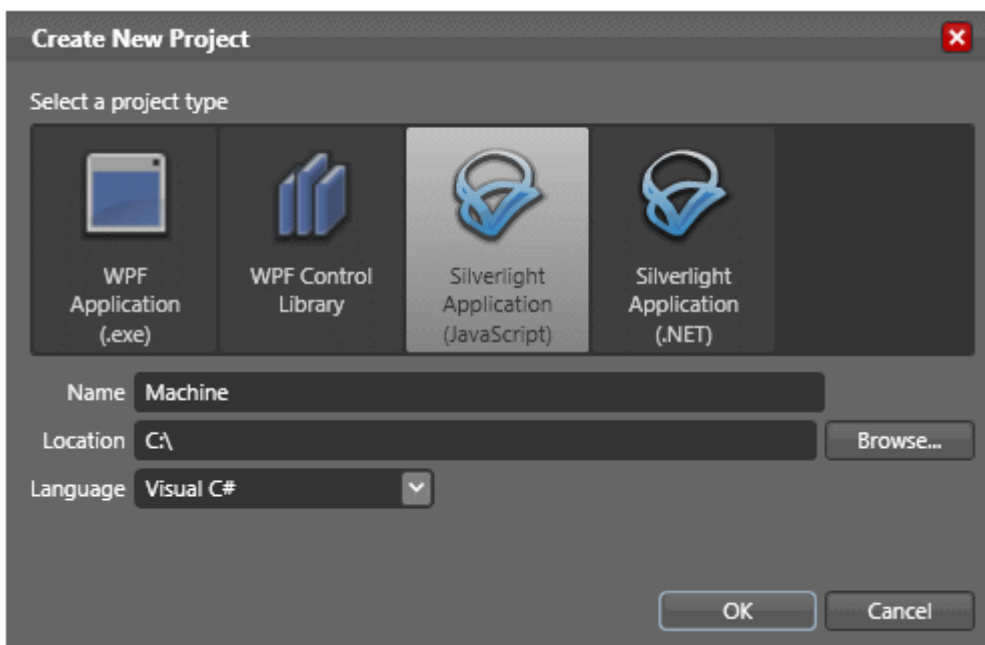 Create New Project
Select a project type
WPF
Application
(.exe)
WPF Control
Library
Silverlight
Application
(JavaScript)
Silverlight
Application
(.NET)
Name Machine
Location C:\ Browse...
Language Visual C#
OK Cancel